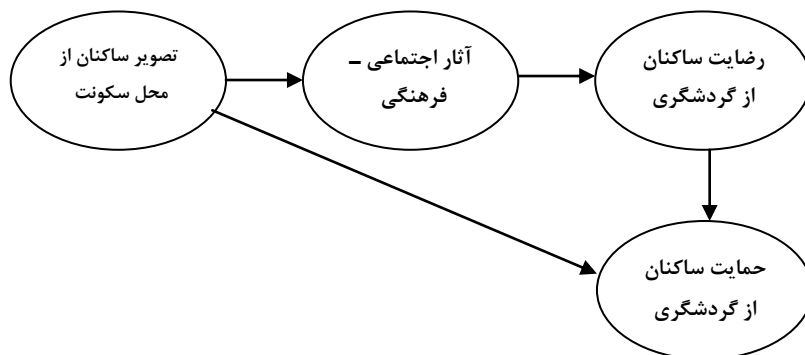 تصویر ساکنان از
محل سکونت
آثار اجتماعی –
فرهنگی
رضایت ساکنان
از گردشگری
حمایت ساکنان
از گردشگری